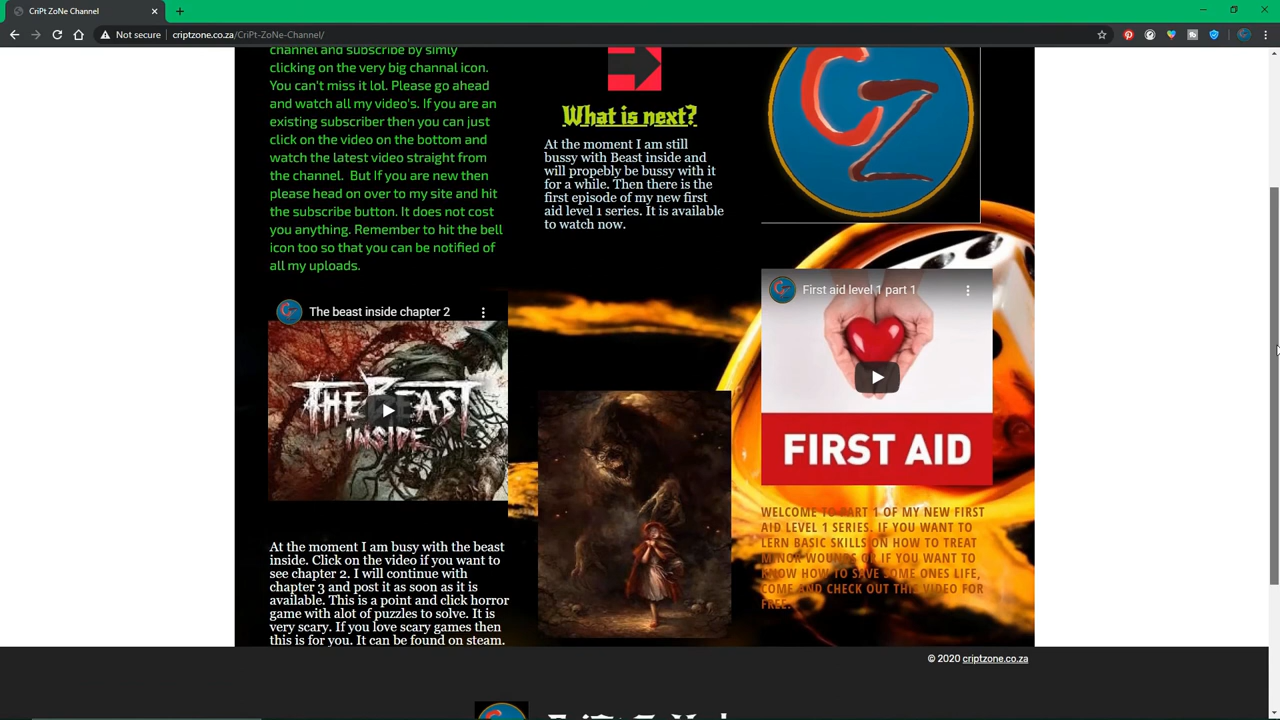 CriPt ZoNe Channel
Not secure
criptzone.co.za/CriPt-ZoNe-Channel/
channel and subscribe by simly
clicking on the very big channal icon.
You can't miss it lol. Please go ahead
and watch all my video's. If you are an
existing subscriber then you can just
click on the video on the bottom and
watch the latest video straight from
the channel. But If you are new then
please head on over to my site and hit
the subscribe button. It does not cost
you anything. Remember to hit the bell
icon too so that you can be notified of
all my uploads.
The beast inside chapter 2
THE BEAST
INSIDE
At the moment I am busy with the beast
inside. Click on the video if you want to
see chapter 2. I will continue with
chapter 3 and post it as soon as it is
available. This is a point and click horror
game with alot of puzzles to solve. It is
very scary. If you love scary games then
this is for you. It can be found on steam.
What is next?
At the moment I am still
bussy with Beast inside and
will propebly be bussy with it
for a while. Then there is the
first episode of my new first
aid level 1 series. It is available
to watch now.
CZ
First aid level 1 part 1
FIRST AID
WELCOME TO PART 1 OF MY NEW FIRST
AID LEVEL 1 SERIES. IF YOU WANT TO
LERN BASIC SKILLS ON HOW TO TREAT
MINOR WOUNDS OR IF YOU WANT TO
KNOW HOW TO SAVE SOME ONES LIFE,
COME AND CHECK OUT THIS VIDEO FOR
FREE.
© 2020 criptzone.co.za